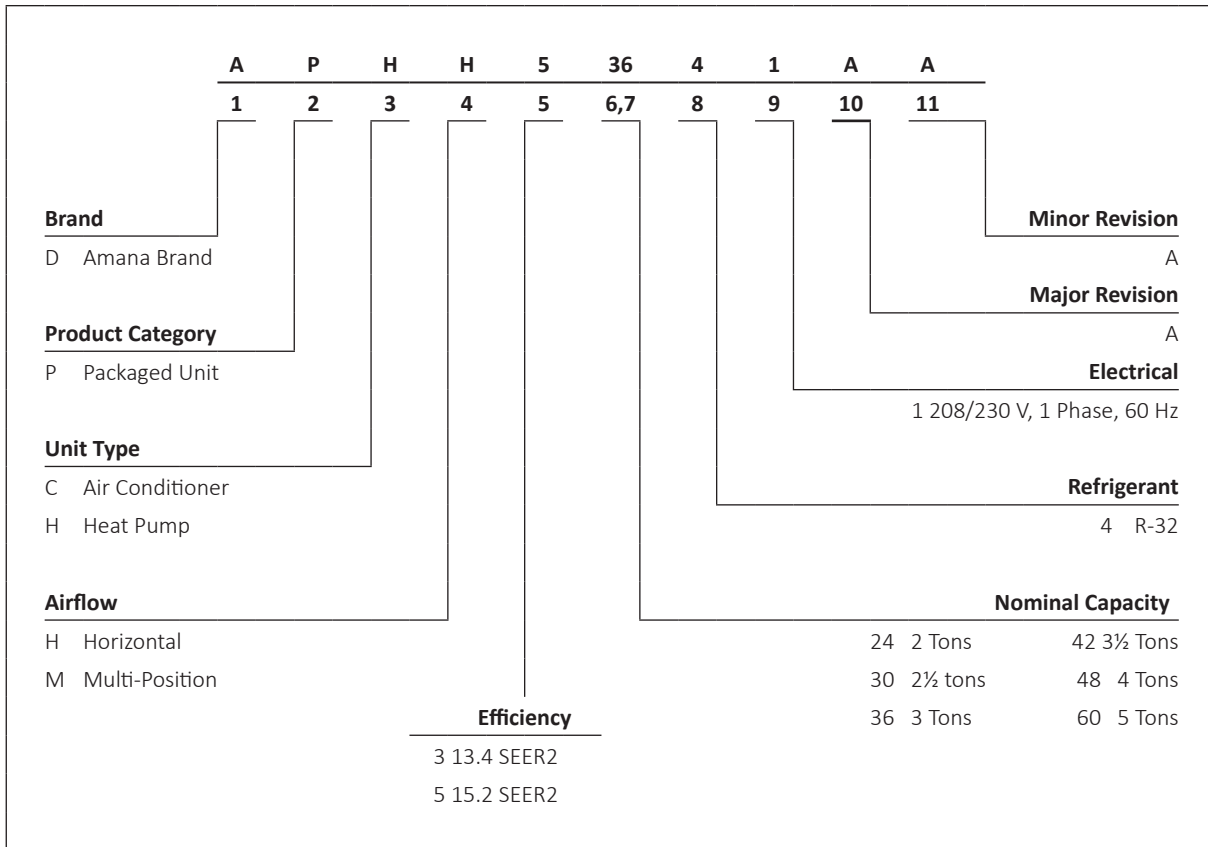 A P H H 5 36 4 1 A A
1 2 3 4 5 6,7 8 9 10 11
Brand
D Amana Brand
Product Category
P Packaged Unit
Unit Type
C Air Conditioner
H Heat Pump
Airflow
H Horizontal
M Multi-Position
Efficiency
3 13.4 SEER2
5 15.2 SEER2
Minor Revision
A
Major Revision
A
Electrical
1 208/230 V, 1 Phase, 60 Hz
Refrigerant
4 R-32
Nominal Capacity
24 2 Tons 42 3½ Tons
30 2½ tons 48 4 Tons
36 3 Tons 60 5 Tons